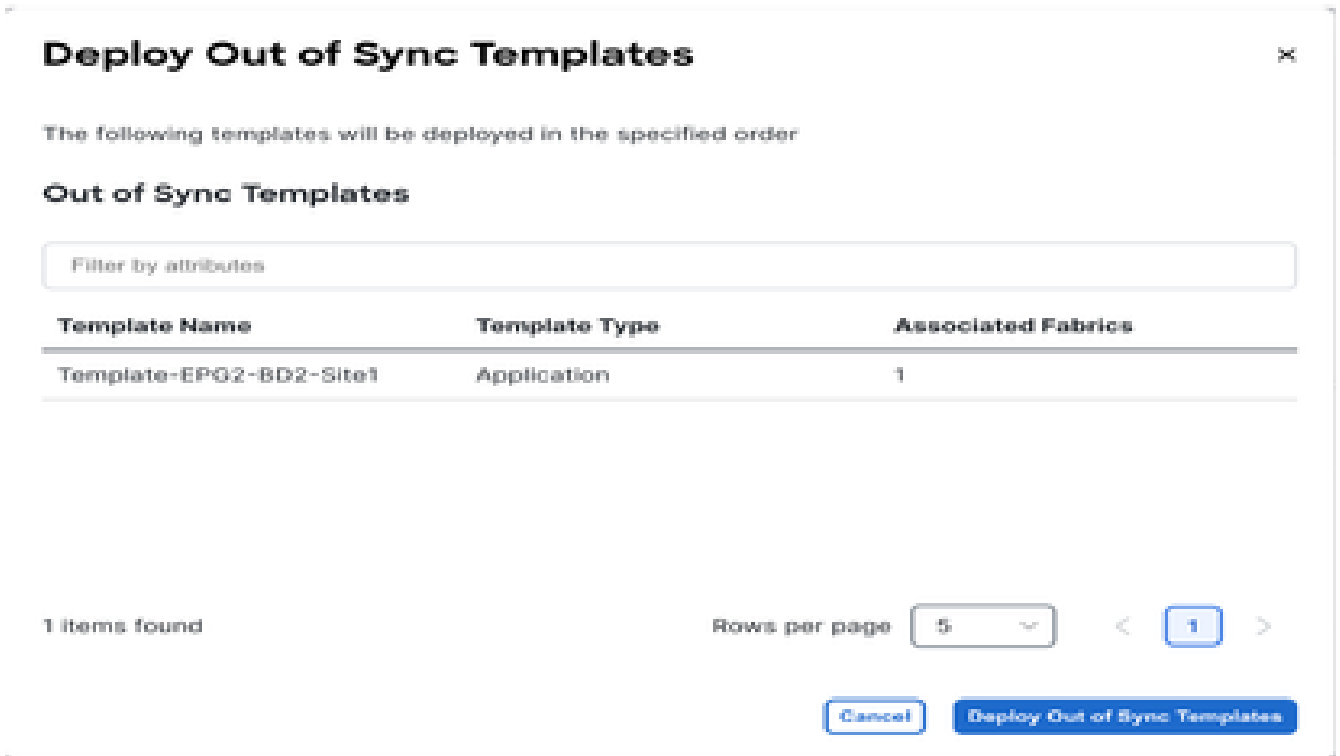 Deploy Out of Sync Templates
The following templates will be deployed in the specified order
Out of Sync Templates
Filter by attributes
Template Name Template Type Associated Fabrics
Template-EPG2-BD2-Site1 Application 1
1 items found Rows per page 5 1
Cancel Deploy Out of Sync Templates